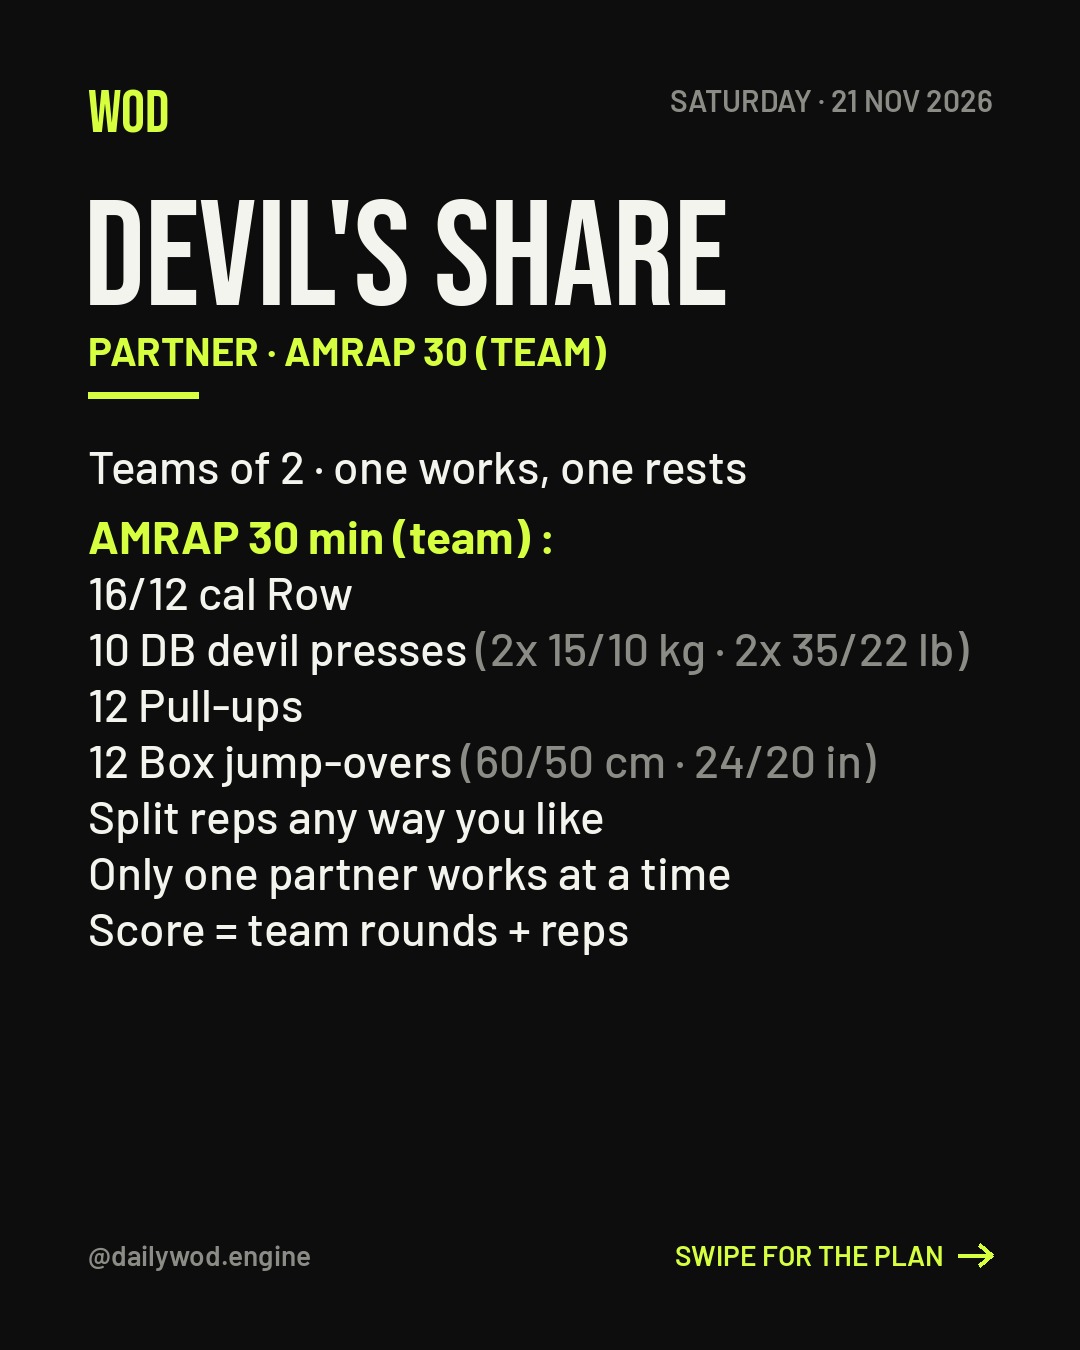 WOD
SATURDAY · 21 NOV 2026
DEVIL'S SHARE
PARTNER · AMRAP 30 (TEAM)
Teams of 2 · one works, one rests
AMRAP 30 min (team) :
16/12 cal Row
10 DB devil presses (2x 15/10 kg · 2x 35/22 lb)
12 Pull-ups
12 Box jump-overs (60/50 cm · 24/20 in)
Split reps any way you like
Only one partner works at a time
Score = team rounds + reps
@dailywod.engine
SWIPE FOR THE PLAN →